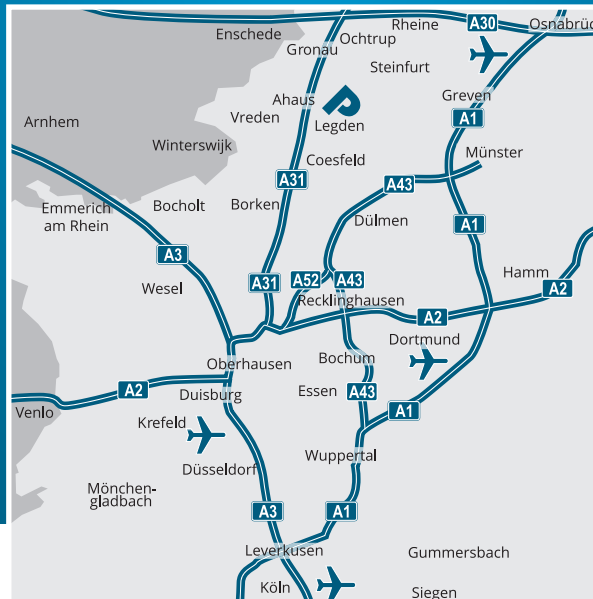 Enschede
Rheine
A30
Osnabrüc
Ochtrup
Gronau
Steinfurt
Greven
Ahaus
Vreden
Legden
A1
Arnhem
Winterswijk
Coesfeld
Münster
A31
A43
Emmerich
am Rhein
Bocholt
Borken
Dülmen
A1
A3
Wesel
A31
A52
A43
Hamm
A2
Recklinghausen
A2
Oberhausen
Bochum
Dortmund
A2
Duisburg
Essen
A43
A1
Venlo
Krefeld
Wuppertal
Düsseldorf
Mönchen-
gladbach
A3
A1
Leverkusen
Gummersbach
Köln
Siegen